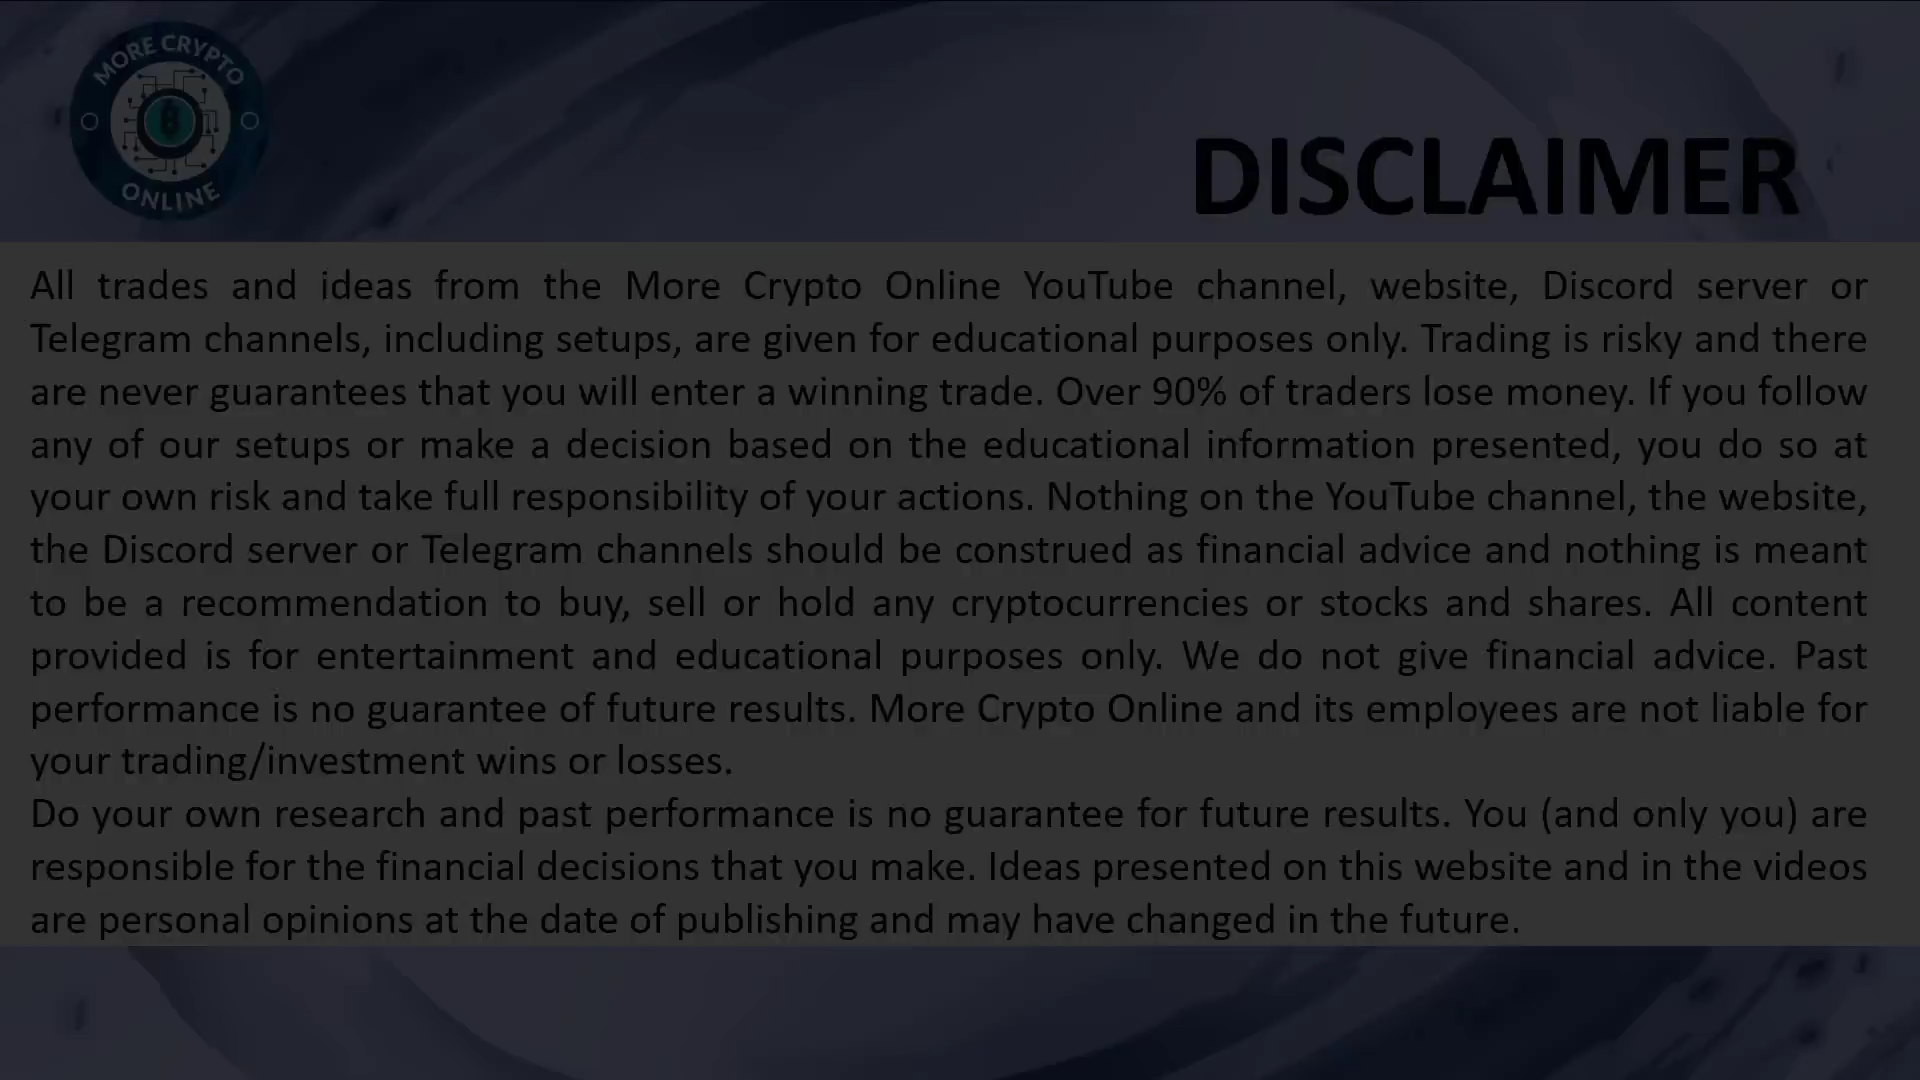 MORE CRYPTO
ONLINE
DISCLAIMER
All trades and ideas from the More Crypto Online YouTube channel, website, Discord server or
Telegram channels, including setups, are given for educational purposes only. Trading is risky and there
are never guarantees that you will enter a winning trade. Over 90% of traders lose money. If you follow
any of our setups or make a decision based on the educational information presented, you do so at
your own risk and take full responsibility of your actions. Nothing on the YouTube channel, the website,
the Discord server or Telegram channels should be construed as financial advice and nothing is meant
to be a recommendation to buy, sell or hold any cryptocurrencies or stocks and shares. All content
provided is for entertainment and educational purposes only. We do not give financial advice. Past
performance is no guarantee of future results. More Crypto Online and its employees are not liable for
your trading/investment wins or losses.
Do your own research and past performance is no guarantee for future results. You (and only you) are
responsible for the financial decisions that you make. Ideas presented on this website and in the videos
are personal opinions at the date of publishing and may have changed in the future.